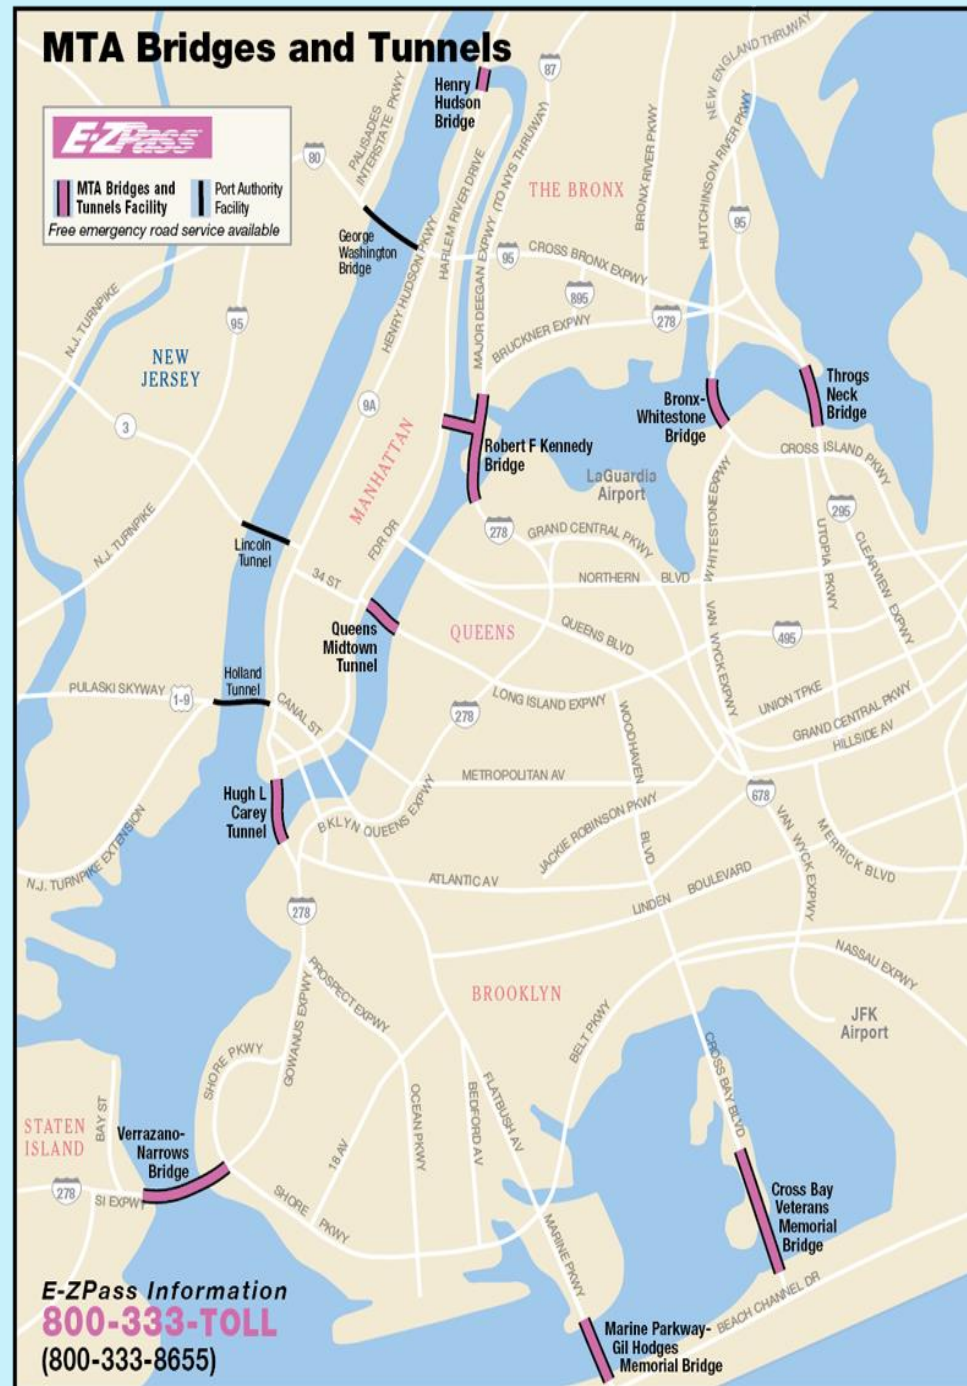 MTA Bridges and Tunnels
E-ZPass
MTA Bridges and
Tunnels Facility
Port Authority
Facility
Free emergency road service available
Henry
Hudson
Bridge
87
NEW ENGLAND THRUWAY
PALISADES
INTERSTATE PKWY
80
THE BRONX
BRONX RIVER PKWY
HUTCHINSON RIVER PKWY
95
George
Washington
Bridge
HENRY HUDSON PKWY
HARLEM RIVER DRIVE
MAJOR DEEGAN EXPWY (TO NYS THRUWAY)
95
CROSS BRONX EXPWY
895
278
BRUCKNER EXPWY
N.J. TURNPIKE
95
NEW
JERSEY
9A
3
MANHATTAN
Throgs
Neck
Bridge
Bronx-
Whitestone
Bridge
Robert F Kennedy
Bridge
LaGuardia
Airport
CROSS ISLAND PKWY
295
N.J. TURNPIKE
Lincoln
Tunnel
34 ST
FDR DR
278
GRAND CENTRAL PKWY
WHITESTONE EXPWY
UTOPIA PKWY
CLEARVIEW EXPWY
NORTHERN BLVD
Queens
Midtown
Tunnel
QUEENS
QUEENS BLVD
VAN WYCK EXPWY
495
PULASKI SKYWAY
1-9
Holland
Tunnel
CANAL ST
278
LONG ISLAND EXPWY
UNION TPKE
GRAND CENTRAL PKWY
HILLSIDE AV
WOODHAVEN
BLVD
METROPOLITAN AV
678
Hugh L
Carey
Tunnel
BKLYN QUEENS EXPWY
JACKIE ROBINSON PKWY
VAN WYCK EXPWY
MERRICK BLVD
N.J. TURNPIKE EXTENSION
ATLANTIC AV
LINDEN BOULEVARD
278
PROSPECT EXPWY
GOWANUS EXPWY
BROOKLYN
NASSAU EXPWY
JFK
Airport
BELT PKWY
CROSS BAY BLVD
SHORE PKWY
STATEN
ISLAND
BAY ST
Verrazano-
Narrows
Bridge
278
SI EXPWY
18 AV
OCEAN PKWY
BEDFORD AV
FLATBUSH AV
SHORE PKWY
MARINE PKWY
Cross Bay
Veterans
Memorial
Bridge
BEACH CHANNEL DR
Marine Parkway-
Gil Hodges
Memorial Bridge
E-ZPass Information
800-333-TOLL
(800-333-8655)